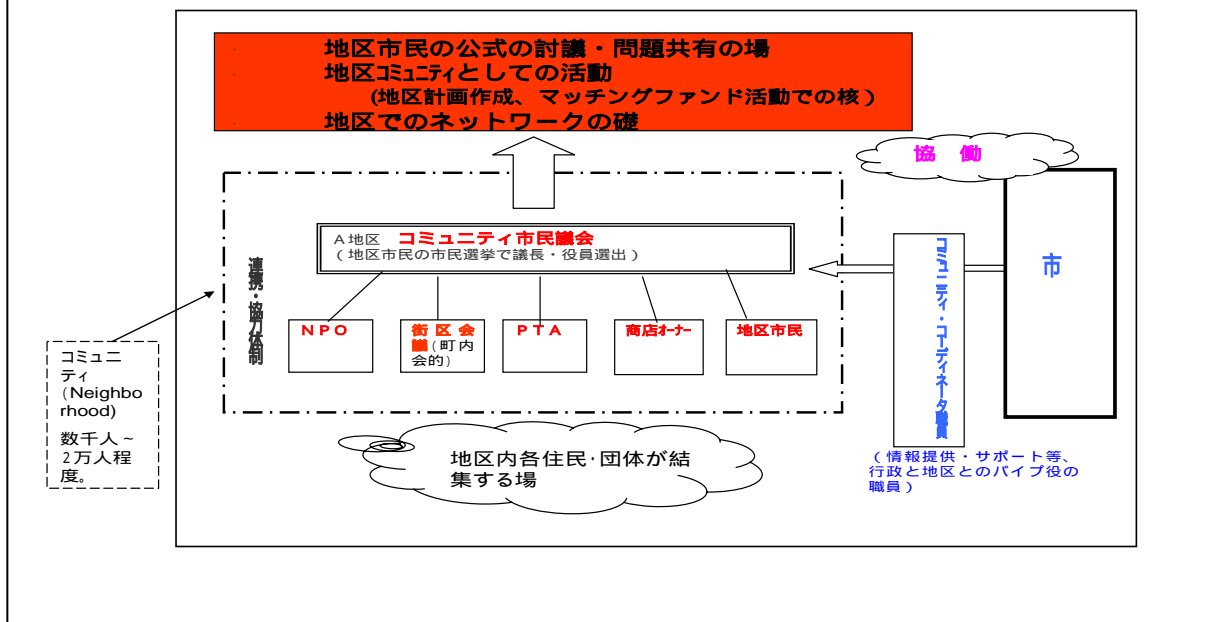 地区市民の公式の討議・問題共有の場
地区ｺﾐｭﾆﾃｨとしての活動
(地区計画作成、マッチングファンド活動での核)
地区でのネットワークの礎
協　働
A地区　コミュニティ市民議会
(地区市民の市民選挙で議長・役員選出)
連携・協力体制
NPO
街区会
議(町内
会的)
PTA
商店ｵｰﾅｰ
地区市民
コミュニティ・コーディネータ職員
市
コミュニ
ティ
(Neighbo
rhood)
数千人~
2万人程
度。
地区内各住民･団体が結
集する場
(情報提供・サポート等、
行政と地区とのパイプ役の
職員)